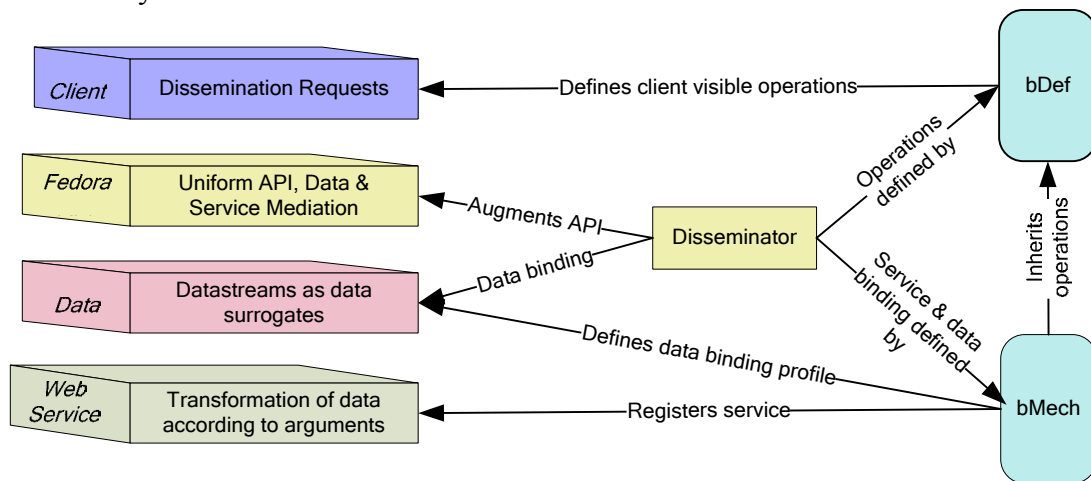 Client
Dissemination Requests
Defines client visible operations
bDef
Fedora
Uniform API, Data &
Service Mediation
Augments API
Disseminator
Operations
defined by
Inherits
operations
Data
Datastreams as data
surrogates
Data binding
Service & data
binding defined
by
Defines data binding profile
Web
Service
Transformation of data
according to arguments
Registers service
bMech